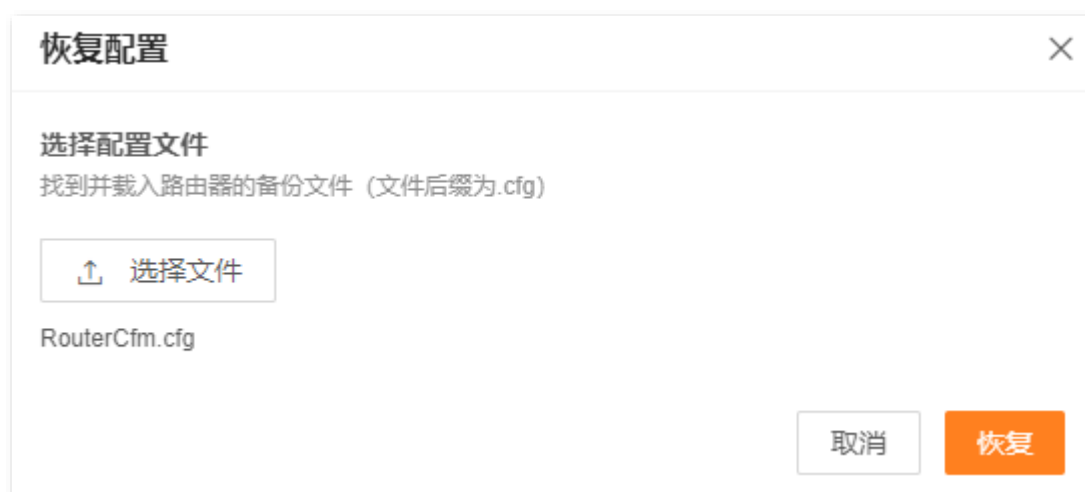 恢复配置
选择配置文件
找到并载入路由器的备份文件（文件后缀为.cfg）
选择文件
RouterCfm.cfg
取消
恢复